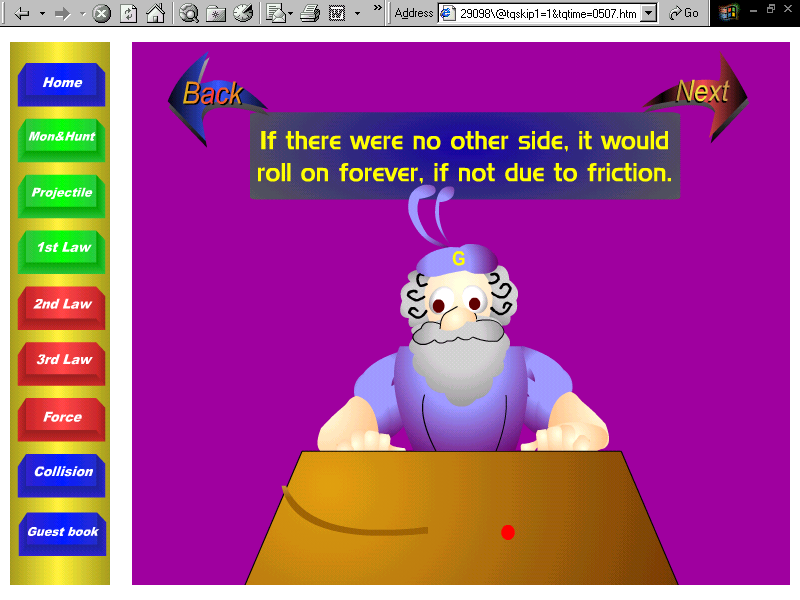 Address 29098\@tqskip1=1&tqtime=0507.htm Go
Home
Mon&Hunt
Projectile
1st Law
2nd Law
3rd Law
Force
Collision
Guest book
Back
Next
If there were no other side, it would
roll on forever, if not due to friction.
G